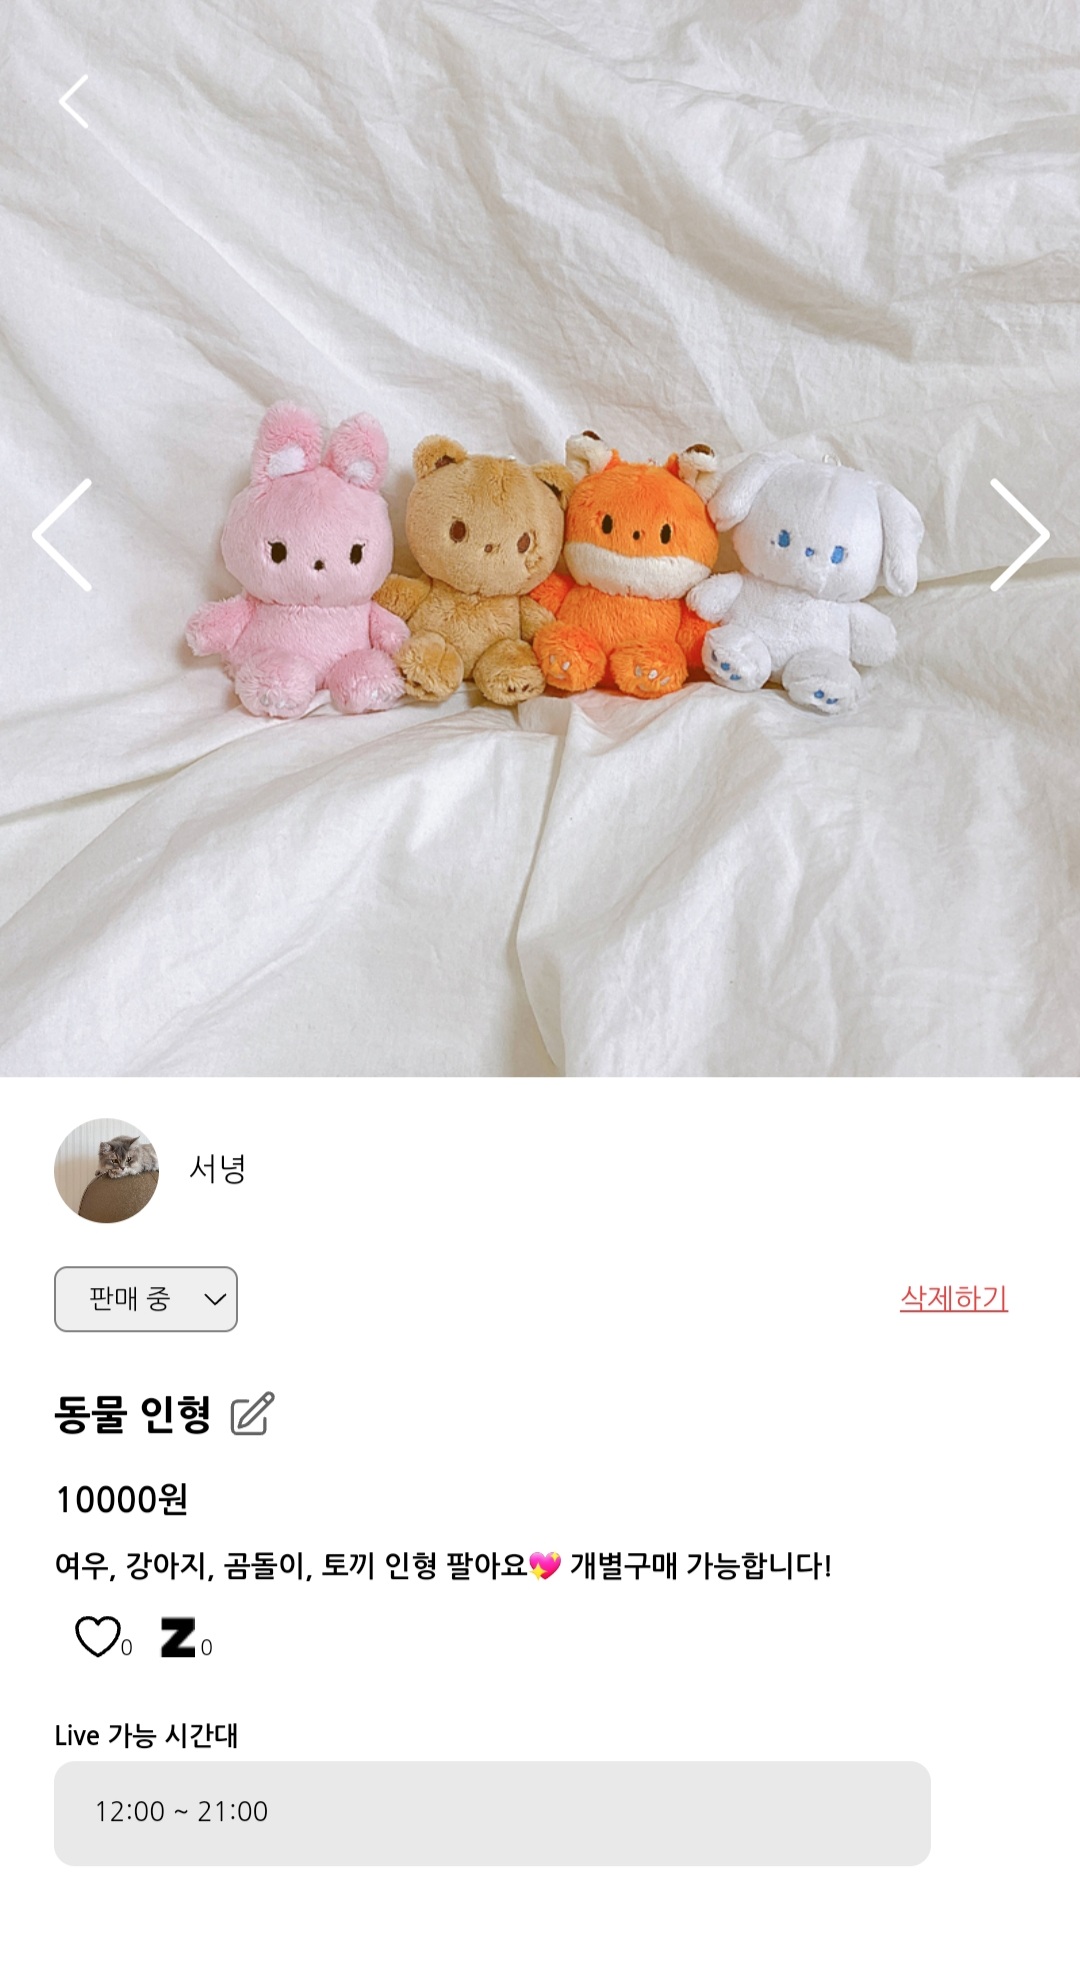 서녕
판매 중
삭제하기
동물 인형
10000원
여우, 강아지, 곰돌이, 토끼 인형 팔아요💖 개별구매 가능합니다!
0 Z 0
Live 가능 시간대
12:00 ~ 21:00